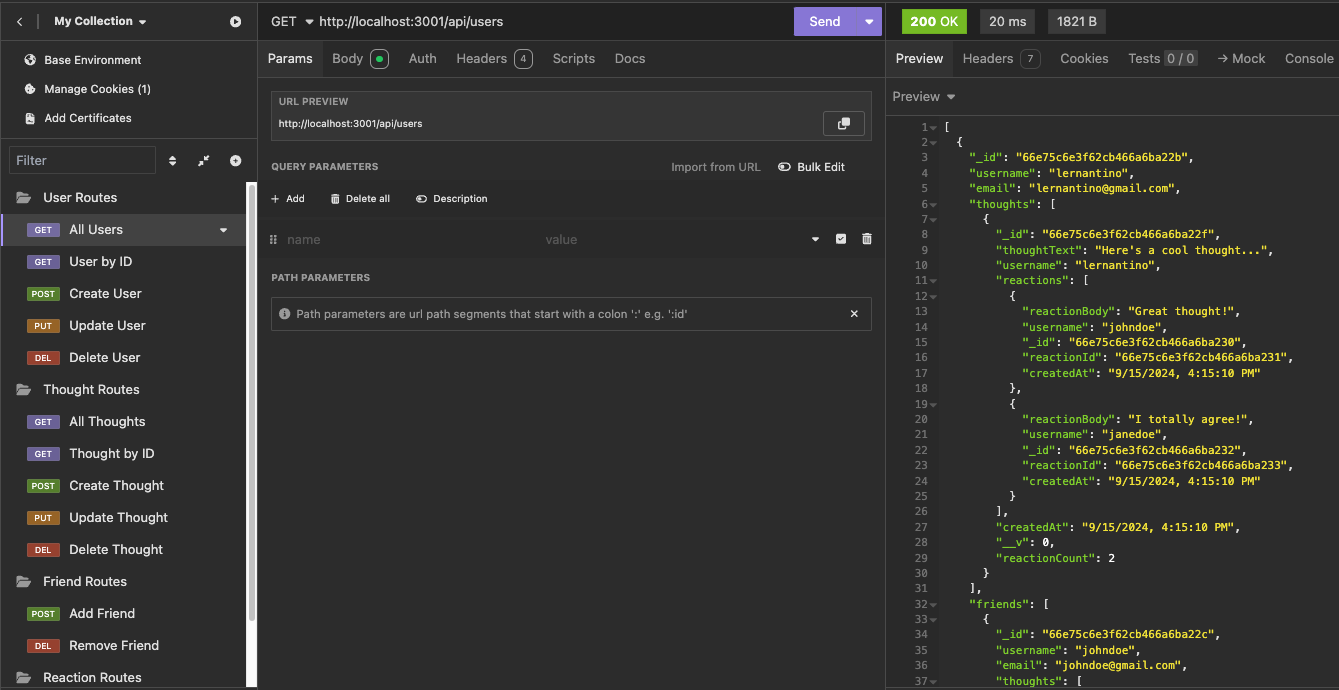 My Collection
Base Environment
Manage Cookies (1)
Add Certificates
Filter
User Routes
GET All Users
GET User by ID
POST Create User
PUT Update User
DEL Delete User
Thought Routes
GET All Thoughts
GET Thought by ID
POST Create Thought
PUT Update Thought
DEL Delete Thought
Friend Routes
POST Add Friend
DEL Remove Friend
Reaction Routes
GET http://localhost:3001/api/users Send
Params Body Auth Headers 4 Scripts Docs
URL PREVIEW
http://localhost:3001/api/users
QUERY PARAMETERS Import from URL Bulk Edit
+ Add Delete all Description
name value
PATH PARAMETERS
Path parameters are url path segments that start with a colon ':' e.g. ':id'
200 OK 20 ms 1821 B
Preview Headers 7 Cookies Tests 0 / 0 → Mock Console
Preview
1 [
2 {
3 "_id": "66e75c6e3f62cb466a6ba22b",
4 "username": "lernantino",
5 "email": "lernantino@gmail.com",
6 "thoughts": [
7 {
8 "_id": "66e75c6e3f62cb466a6ba22f",
9 "thoughtText": "Here's a cool thought...",
10 "username": "lernantino",
11 "reactions": [
12 {
13 "reactionBody": "Great thought!",
14 "username": "johndoe",
15 "_id": "66e75c6e3f62cb466a6ba230",
16 "reactionId": "66e75c6e3f62cb466a6ba231",
17 "createdAt": "9/15/2024, 4:15:10 PM"
18 },
19 {
20 "reactionBody": "I totally agree!",
21 "username": "janedoe",
22 "_id": "66e75c6e3f62cb466a6ba232",
23 "reactionId": "66e75c6e3f62cb466a6ba233",
24 "createdAt": "9/15/2024, 4:15:10 PM"
25 }
26 ],
27 "createdAt": "9/15/2024, 4:15:10 PM",
28 "__v": 0,
29 "reactionCount": 2
30 }
31 ],
32 "friends": [
33 {
34 "_id": "66e75c6e3f62cb466a6ba22c",
35 "username": "johndoe",
36 "email": "johndoe@gmail.com",
37 "thoughts": [